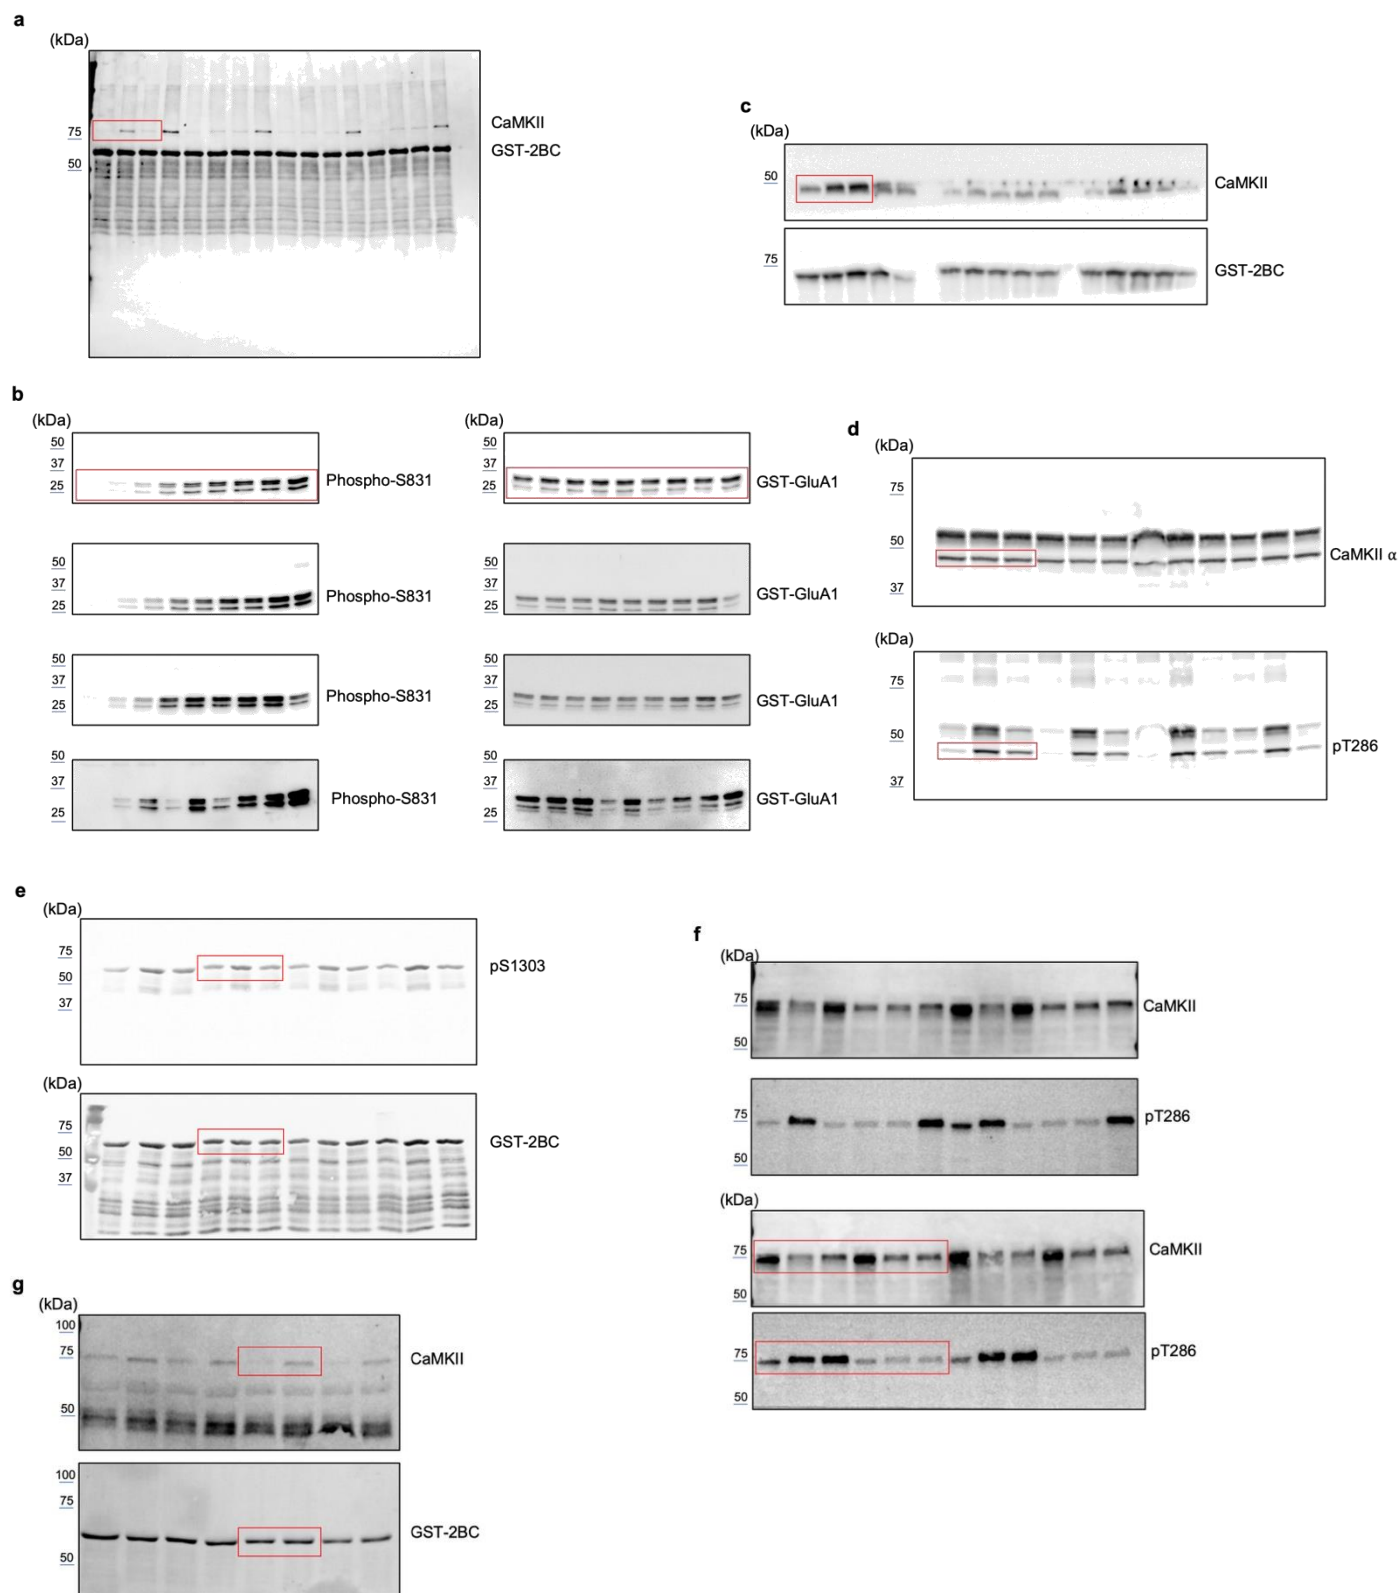 a
(kDa)
75
50
CaMKII
GST-2BC
c
(kDa)
50
CaMKII
75
GST-2BC
b
(kDa)
50
37
25
Phospho-S831
50
37
25
Phospho-S831
50
37
25
Phospho-S831
50
37
25
Phospho-S831
(kDa)
50
37
25
GST-GluA1
50
37
25
GST-GluA1
50
37
25
GST-GluA1
50
37
25
GST-GluA1
d
(kDa)
75
50
37
CaMKII α
(kDa)
75
50
37
pT286
e
(kDa)
75
50
37
pS1303
(kDa)
75
50
37
GST-2BC
f
(kDa)
75
50
CaMKII
75
50
pT286
(kDa)
75
50
CaMKII
75
50
pT286
g
(kDa)
100
75
50
CaMKII
100
75
50
GST-2BC